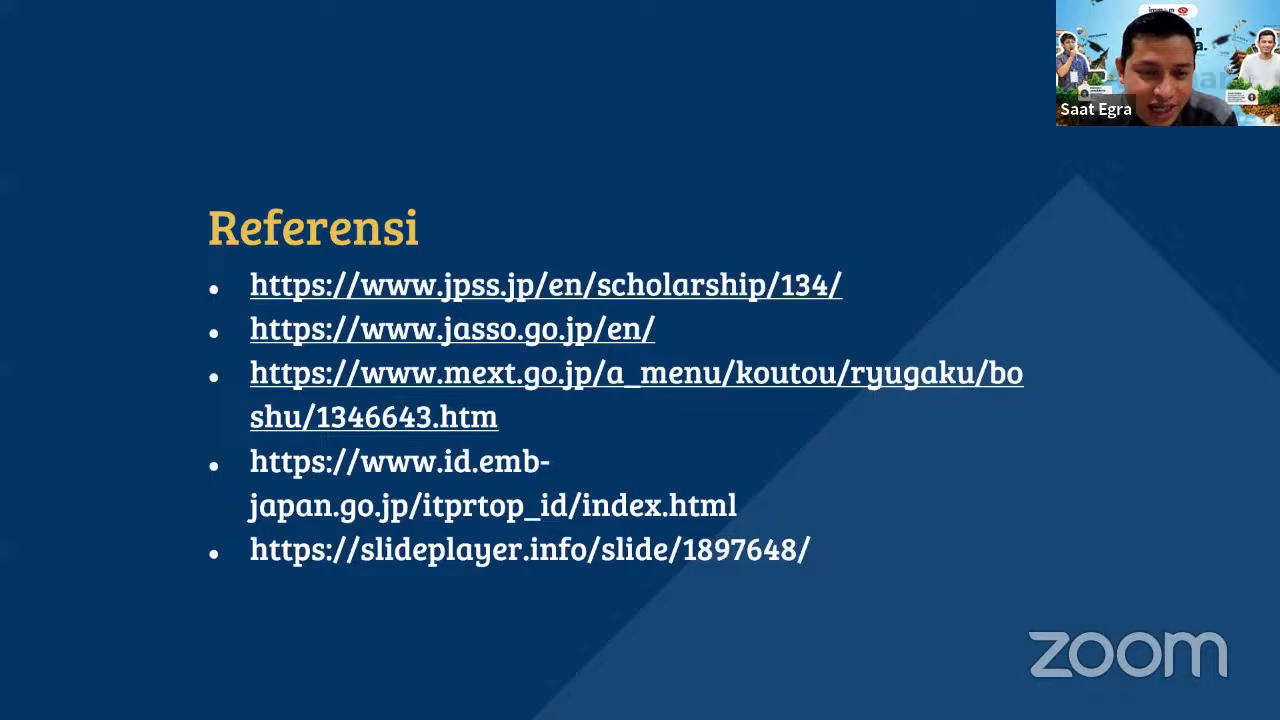 Saat Egra
Referensi
https://www.jpss.jp/en/scholarship/134/
https://www.jasso.go.jp/en/
https://www.mext.go.jp/a_menu/koutou/ryugaku/bo
shu/1346643.htm
https://www.id.emb-
japan.go.jp/itprtop_id/index.html
https://slideplayer.info/slide/1897648/
zoom